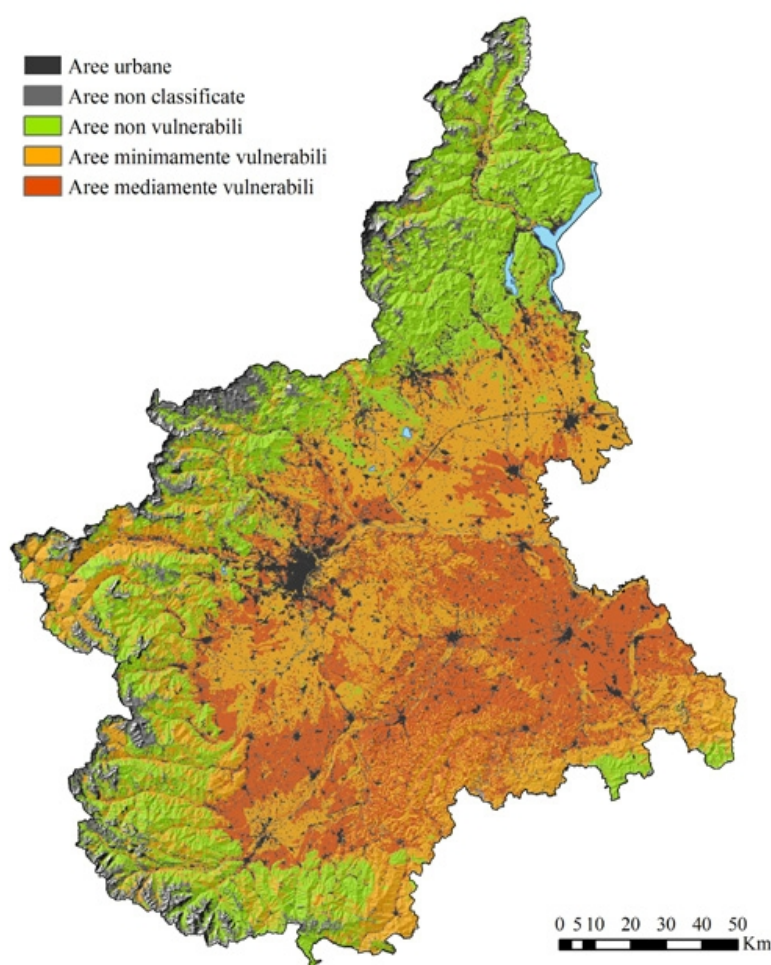 Aree urbane
Aree non classificate
Aree non vulnerabili
Aree minimamente vulnerabili
Aree mediamente vulnerabili
0 5 10 20 30 40 50
Km